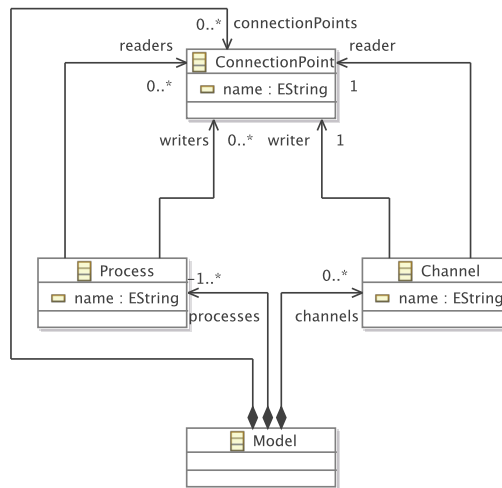 0..* connectionPoints
readers
reader
ConnectionPoint
0..*
name : EString
1
writers 0..* writer 1
Process
Channel
1..*
0..*
name : EString
name : EString
processes
channels
Model